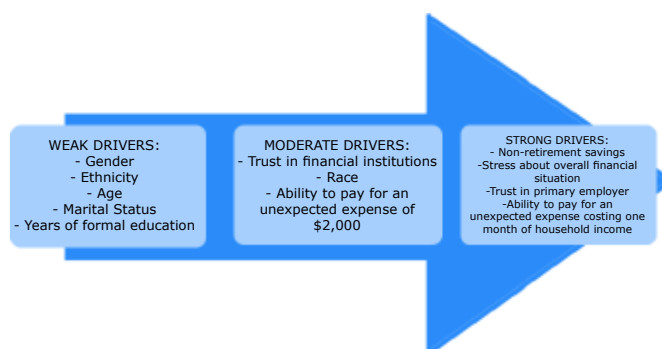 WEAK DRIVERS:
- Gender
- Ethnicity
- Age
- Marital Status
- Years of formal education
MODERATE DRIVERS:
- Trust in financial institutions
- Race
- Ability to pay for an
unexpected expense of
$2,000
STRONG DRIVERS:
- Non-retirement savings
-Stress about overall financial
situation
-Trust in primary employer
-Ability to pay for an
unexpected expense costing one
month of household income